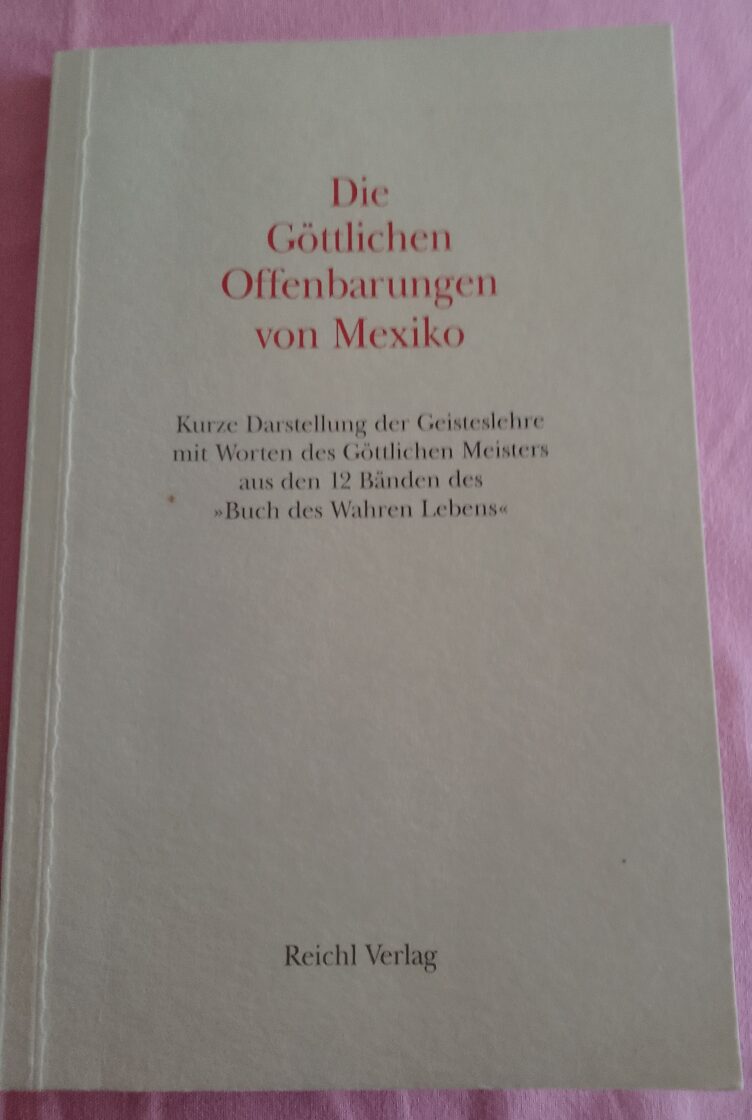 Die
Göttlichen
Offenbarungen
von Mexiko
Kurze Darstellung der Geisteslehre
mit Worten des Göttlichen Meisters
aus den 12 Bänden des
»Buch des Wahren Lebens«
Reichl Verlag